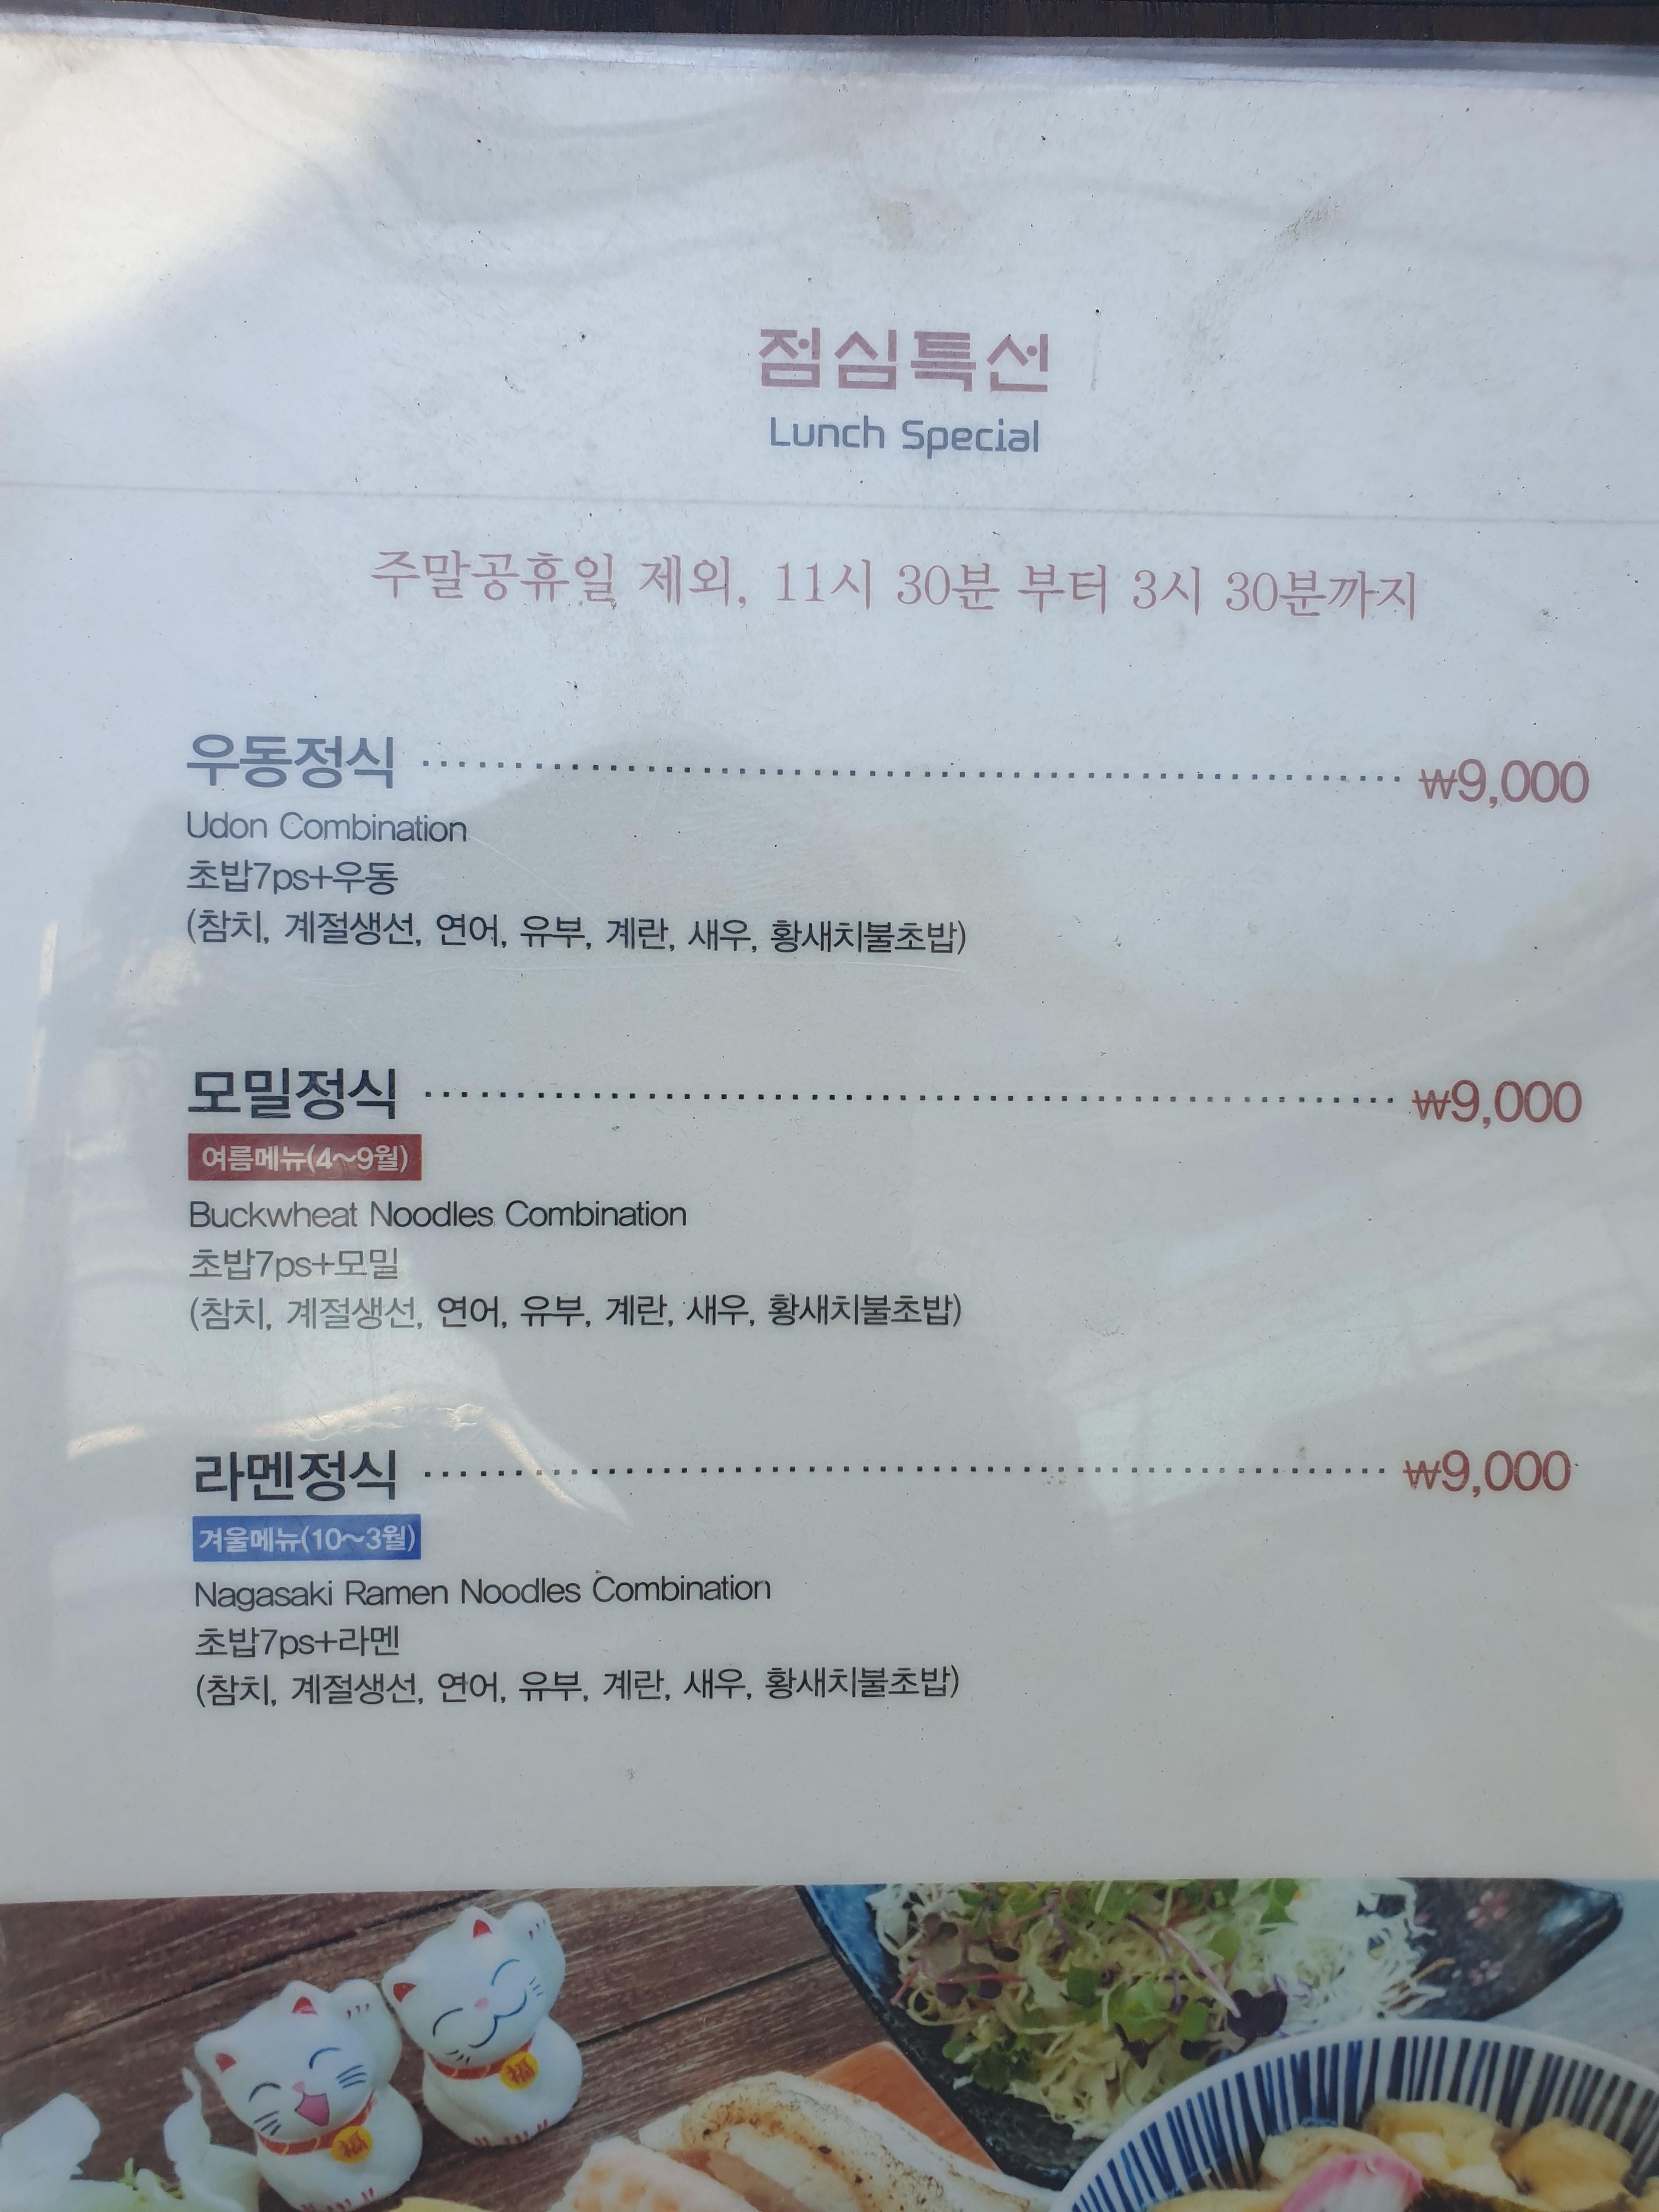 점심특선
Lunch Special
주말공휴일 제외, 11시 30분 부터 3시 30분까지
우동정식 ₩9,000
Udon Combination
초밥7ps+우동
(참치, 계절생선, 연어, 유부, 계란, 새우, 황새치불초밥)
모밀정식 ₩9,000
여름메뉴(4~9월)
Buckwheat Noodles Combination
초밥7ps+모밀
(참치, 계절생선, 연어, 유부, 계란, 새우, 황새치불초밥)
라멘정식 ₩9,000
겨울메뉴(10~3월)
Nagasaki Ramen Noodles Combination
초밥7ps+라멘
(참치, 계절생선, 연어, 유부, 계란, 새우, 황새치불초밥)
福
福